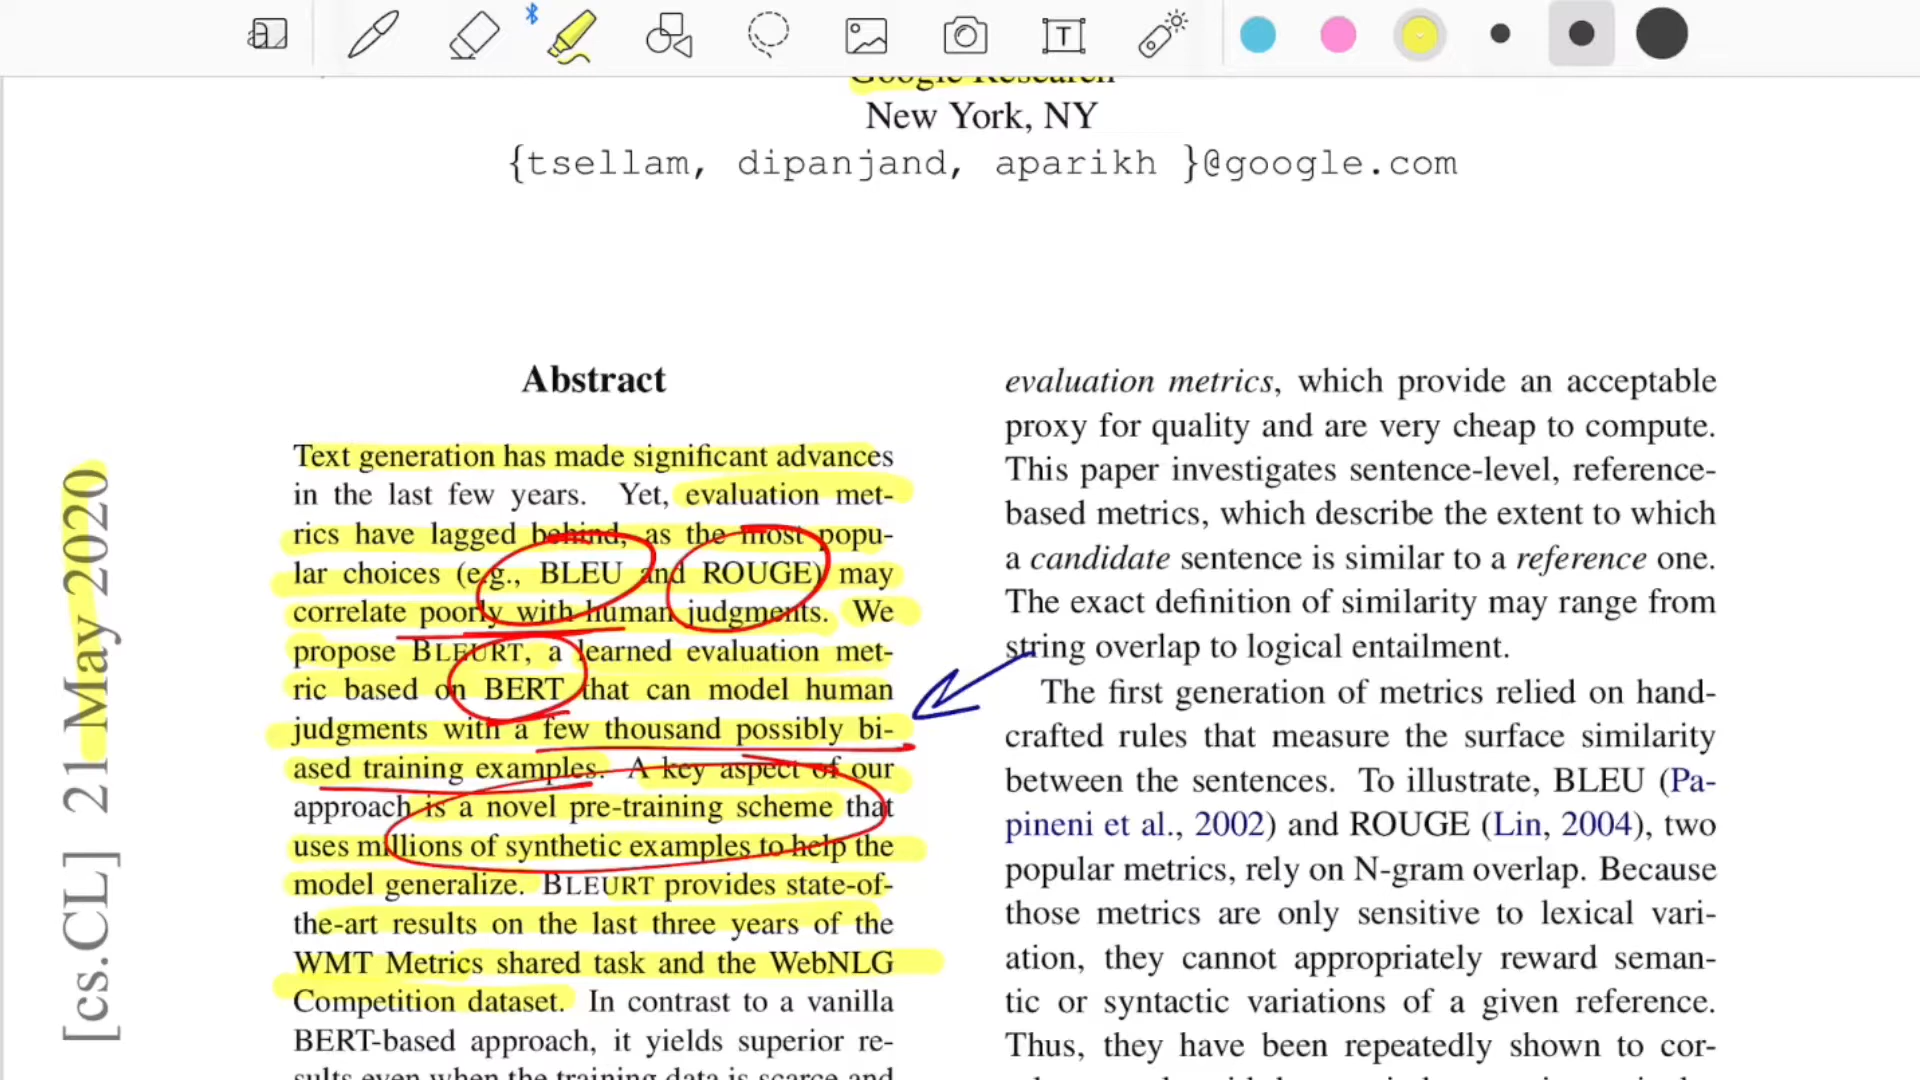 Google Research
New York, NY
{tsellam, dipanjand, aparikh }@google.com
[cs.CL] 21 May 2020
Abstract
Text generation has made significant advances
in the last few years. Yet, evaluation met-
rics have lagged behind, as the most popu-
lar choices (e.g., BLEU and ROUGE) may
correlate poorly with human judgments. We
propose BLEURT, a learned evaluation met-
ric based on BERT that can model human
judgments with a few thousand possibly bi-
ased training examples. A key aspect of our
approach is a novel pre-training scheme that
uses millions of synthetic examples to help the
model generalize. BLEURT provides state-of-
the-art results on the last three years of the
WMT Metrics shared task and the WebNLG
Competition dataset. In contrast to a vanilla
BERT-based approach, it yields superior re-
sults even when the training data is scarce and
evaluation metrics, which provide an acceptable
proxy for quality and are very cheap to compute.
This paper investigates sentence-level, reference-
based metrics, which describe the extent to which
a candidate sentence is similar to a reference one.
The exact definition of similarity may range from
string overlap to logical entailment.
The first generation of metrics relied on hand-
crafted rules that measure the surface similarity
between the sentences. To illustrate, BLEU (Pa-
pineni et al., 2002) and ROUGE (Lin, 2004), two
popular metrics, rely on N-gram overlap. Because
those metrics are only sensitive to lexical vari-
ation, they cannot appropriately reward seman-
tic or syntactic variations of a given reference.
Thus, they have been repeatedly shown to cor-